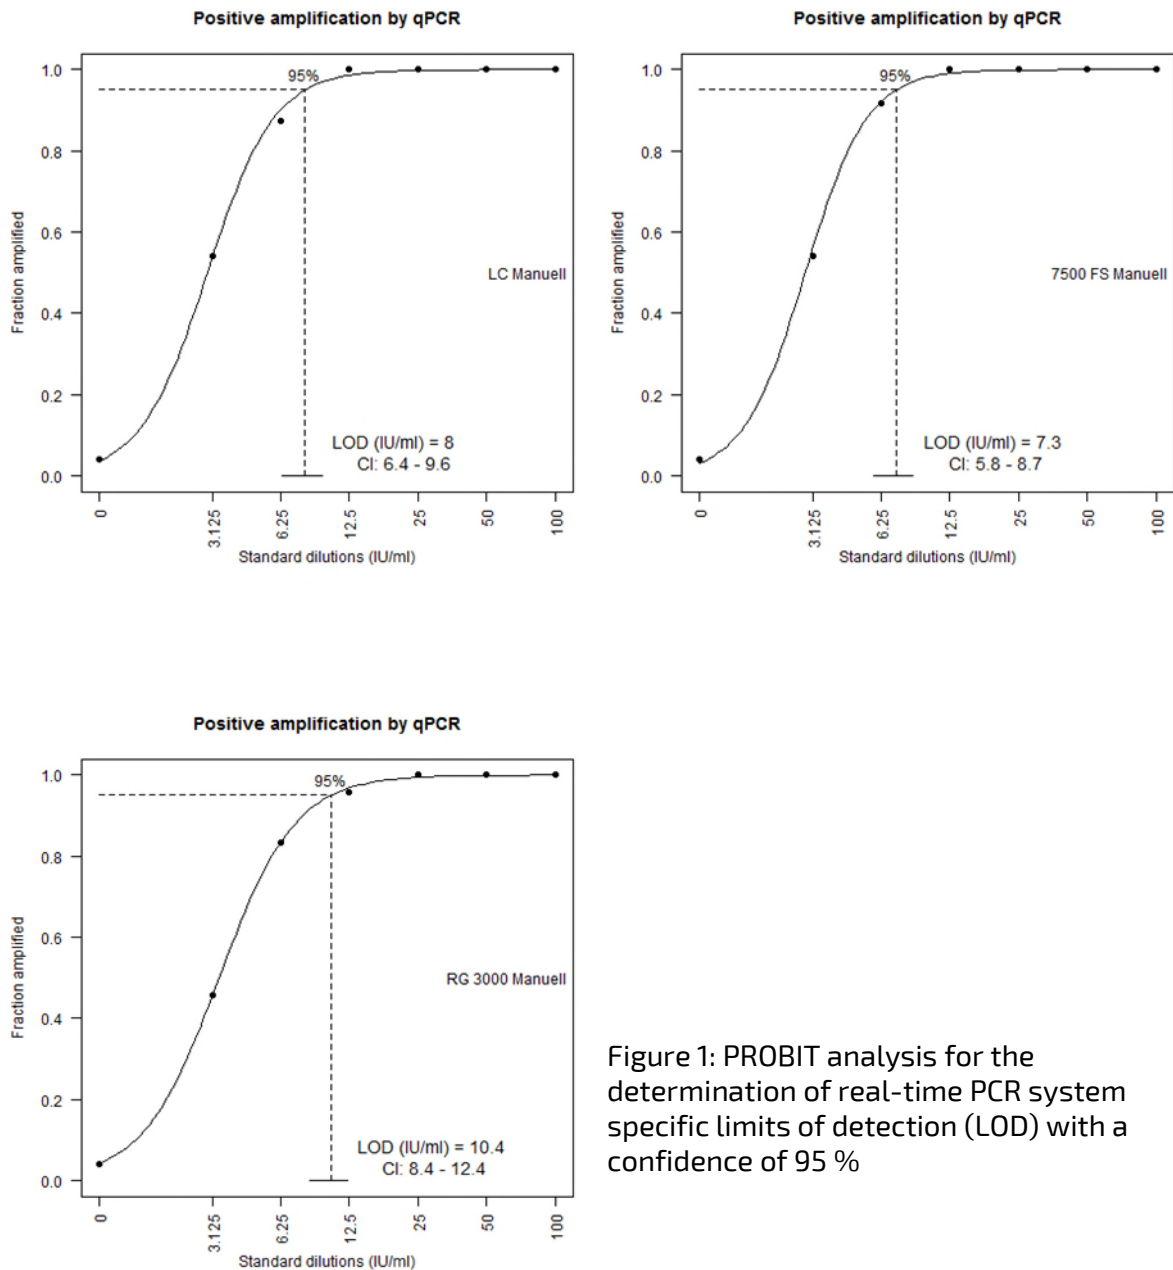 Positive amplification by qPCR
1.0
0.8
0.6
0.4
0.2
0.0
Fraction amplified
95%
LC Manuell
LOD (IU/ml) = 8
CI: 6.4 - 9.6
0
3.125
6.25
12.5
25
50
100
Standard dilutions (IU/ml)
Positive amplification by qPCR
1.0
0.8
0.6
0.4
0.2
0.0
Fraction amplified
95%
7500 FS Manuell
LOD (IU/ml) = 7.3
CI: 5.8 - 8.7
0
3.125
6.25
12.5
25
50
100
Standard dilutions (IU/ml)
Positive amplification by qPCR
1.0
0.8
0.6
0.4
0.2
0.0
Fraction amplified
95%
RG 3000 Manuell
LOD (IU/ml) = 10.4
CI: 8.4 - 12.4
0
3.125
6.25
12.5
25
50
100
Standard dilutions (IU/ml)
Figure 1: PROBIT analysis for the
determination of real-time PCR system
specific limits of detection (LOD) with a
confidence of 95 %